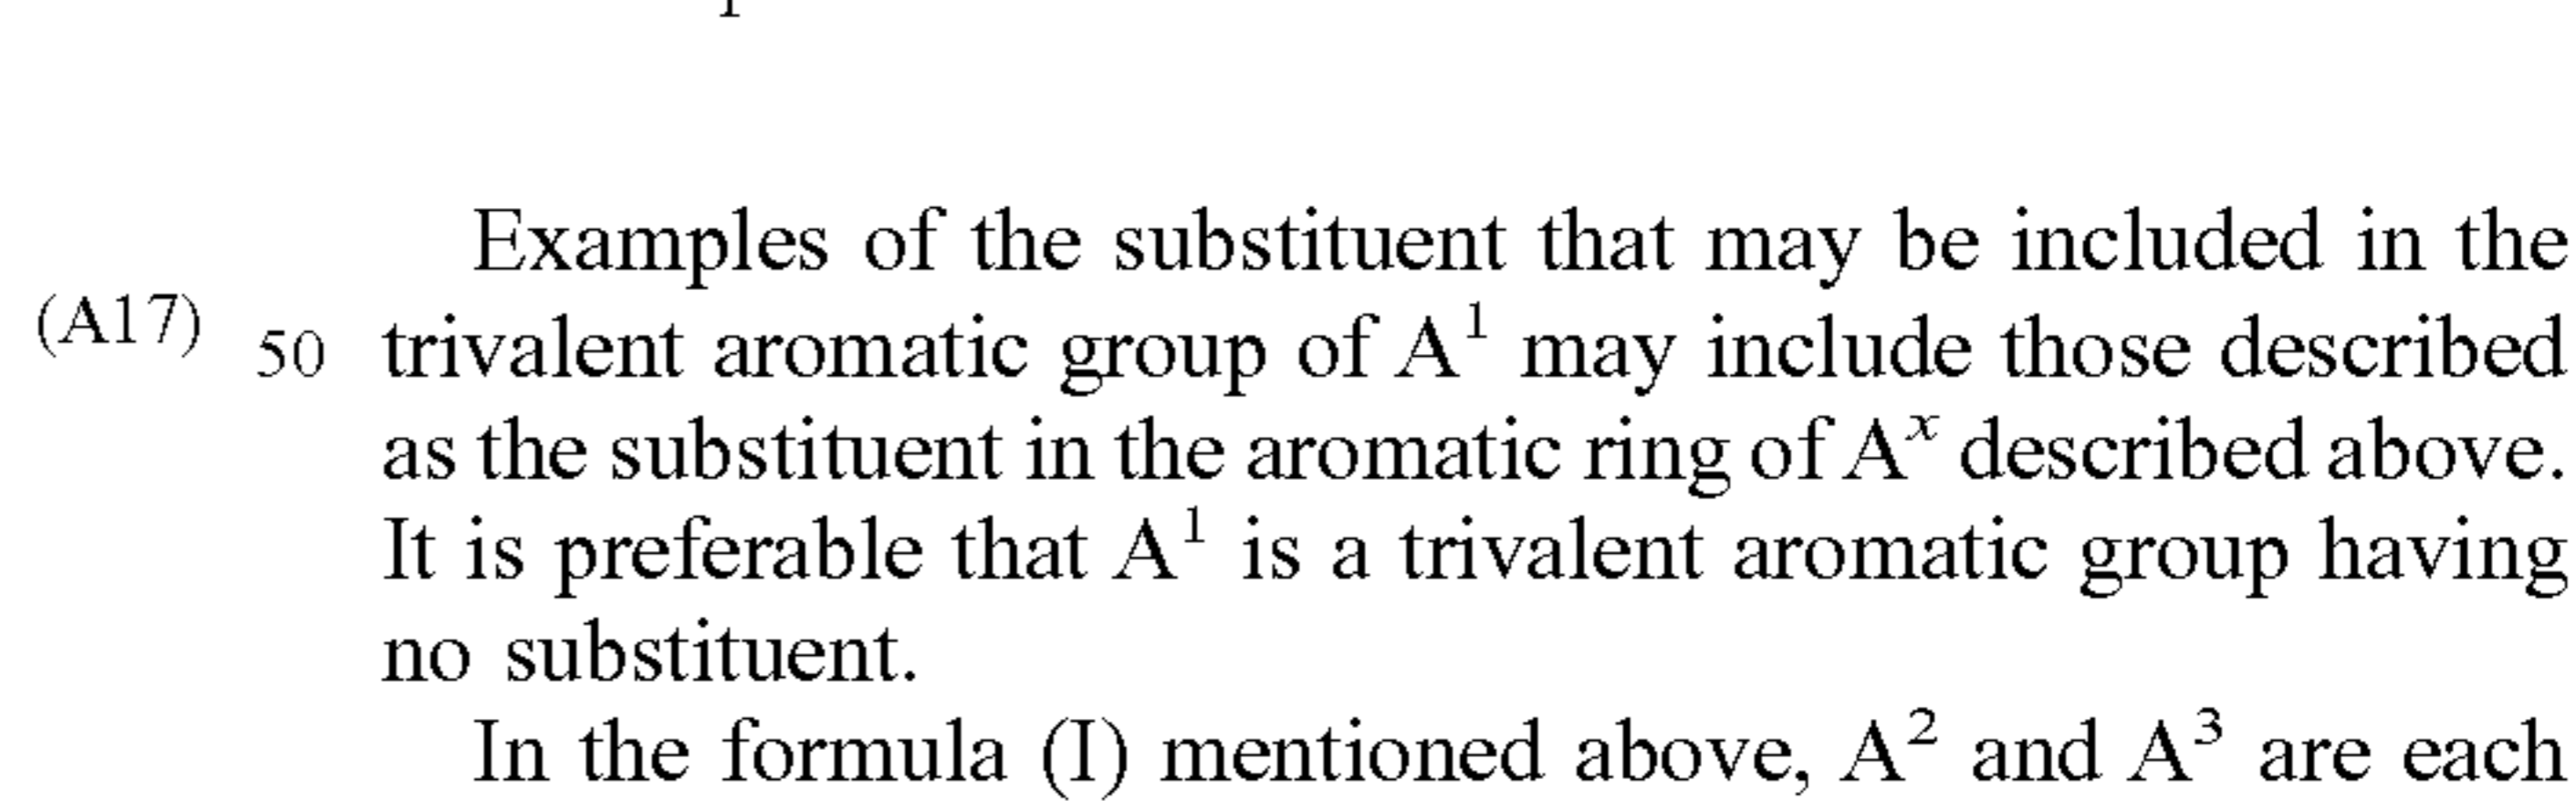 Examples of the substituent that may be included in the
(A17) 50 trivalent aromatic group of A¹ may include those described
as the substituent in the aromatic ring of Aˣ described above.
It is preferable that A¹ is a trivalent aromatic group having
no substituent.
In the formula (I) mentioned above, A² and A³ are each